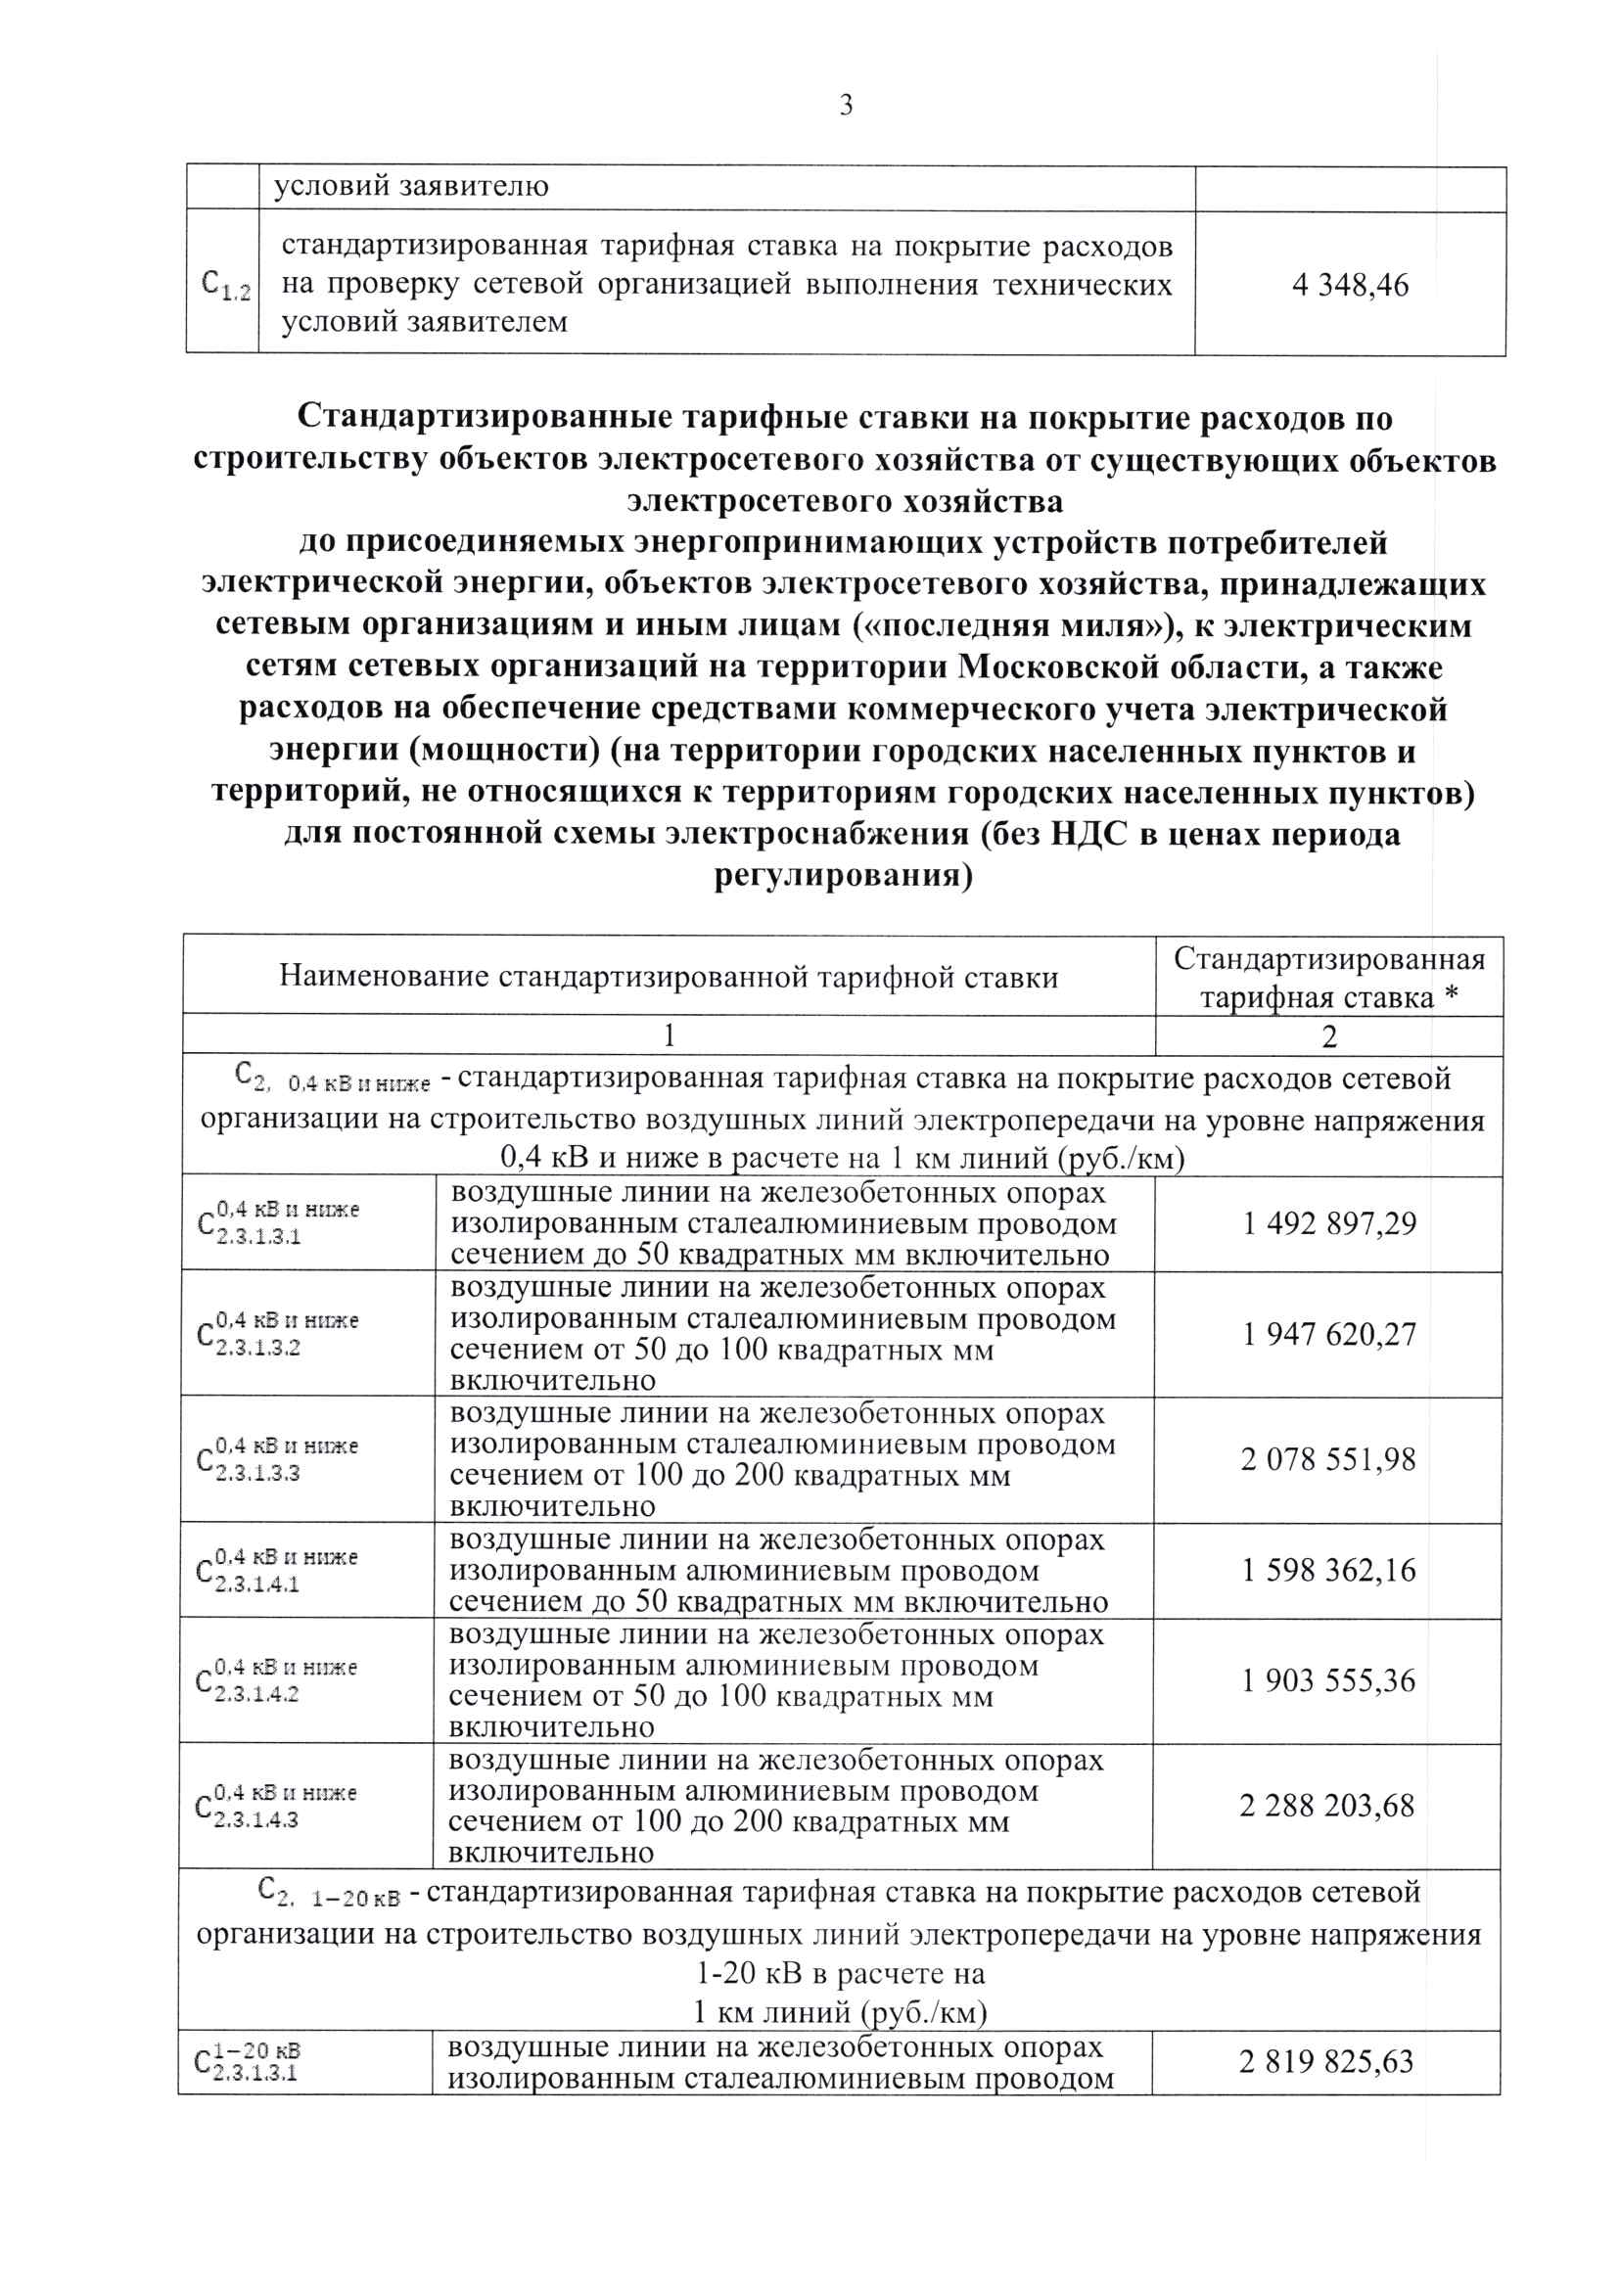 3
условий заявителю
стандартизированная тарифная ставка на покрытие расходов
С1.2 на проверку сетевой организацией выполнения технических 4 348,46
условий заявителем
Стандартизированные тарифные ставки на покрытие расходов по
строительству объектов электросетевого хозяйства от существующих объектов
электросетевого хозяйства
до присоединяемых энергопринимающих устройств потребителей
электрической энергии, объектов электросетевого хозяйства, принадлежащих
сетевым организациям и иным лицам («последняя миля»), к электрическим
сетям сетевых организаций на территории Московской области, а также
расходов на обеспечение средствами коммерческого учета электрической
энергии (мощности) (на территории городских населенных пунктов и
территорий, не относящихся к территориям городских населенных пунктов)
для постоянной схемы электроснабжения (без НДС в ценах периода
регулирования)
Наименование стандартизированной тарифной ставки
Стандартизированная
тарифная ставка *
1 2
С2, 0,4 кВ и ниже - стандартизированная тарифная ставка на покрытие расходов сетевой
организации на строительство воздушных линий электропередачи на уровне напряжения
0,4 кВ и ниже в расчете на 1 км линий (руб./км)
С 0,4 кВ и ниже 2.3.1.3.1
воздушные линии на железобетонных опорах
изолированным сталеалюминиевым проводом
сечением до 50 квадратных мм включительно
1 492 897,29
С 0,4 кВ и ниже 2.3.1.3.2
воздушные линии на железобетонных опорах
изолированным сталеалюминиевым проводом
сечением от 50 до 100 квадратных мм
включительно
1 947 620,27
С 0,4 кВ и ниже 2.3.1.3.3
воздушные линии на железобетонных опорах
изолированным сталеалюминиевым проводом
сечением от 100 до 200 квадратных мм
включительно
2 078 551,98
С 0,4 кВ и ниже 2.3.1.4.1
воздушные линии на железобетонных опорах
изолированным алюминиевым проводом
сечением до 50 квадратных мм включительно
1 598 362,16
С 0,4 кВ и ниже 2.3.1.4.2
воздушные линии на железобетонных опорах
изолированным алюминиевым проводом
сечением от 50 до 100 квадратных мм
включительно
1 903 555,36
С 0,4 кВ и ниже 2.3.1.4.3
воздушные линии на железобетонных опорах
изолированным алюминиевым проводом
сечением от 100 до 200 квадратных мм
включительно
2 288 203,68
С2, 1–20 кВ - стандартизированная тарифная ставка на покрытие расходов сетевой
организации на строительство воздушных линий электропередачи на уровне напряжения
1-20 кВ в расчете на
1 км линий (руб./км)
С 1–20 кВ 2.3.1.3.1
воздушные линии на железобетонных опорах
изолированным сталеалюминиевым проводом
2 819 825,63